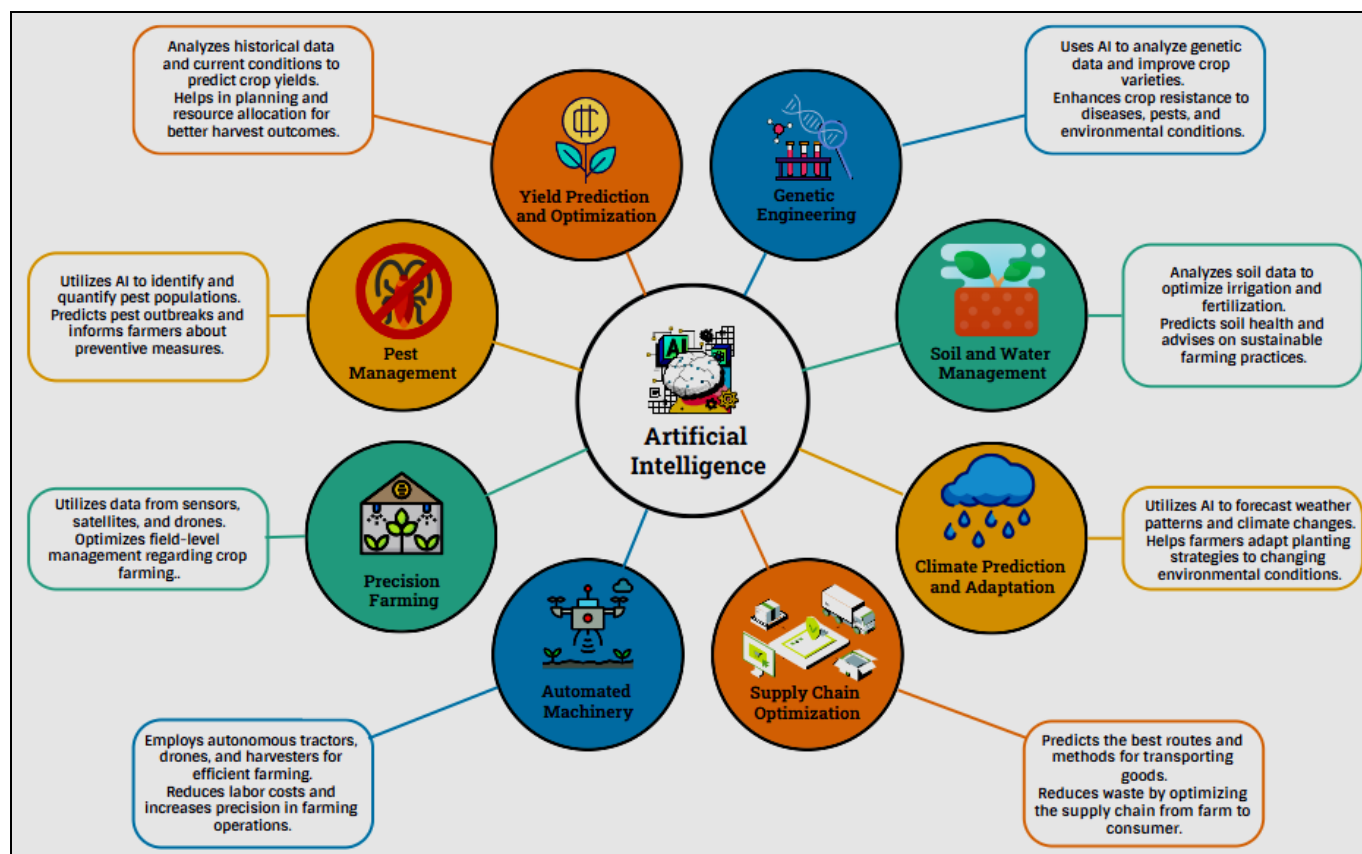 Analyzes historical data
and current conditions to
predict crop yields.
Helps in planning and
resource allocation for
better harvest outcomes.
Yield Prediction
and Optimization
Genetic
Engineering
Uses AI to analyze genetic
data and improve crop
varieties.
Enhances crop resistance to
diseases, pests, and
environmental conditions.
Utilizes AI to identify and
quantify pest populations.
Predicts pest outbreaks and
informs farmers about
preventive measures.
Pest
Management
AI
Artificial
Intelligence
Soil and Water
Management
Analyzes soil data to
optimize irrigation and
fertilization.
Predicts soil health and
advises on sustainable
farming practices.
Utilizes data from sensors,
satellites, and drones.
Optimizes field-level
management regarding crop
farming..
Precision
Farming
Climate Prediction
and Adaptation
Utilizes AI to forecast weather
patterns and climate changes.
Helps farmers adapt planting
strategies to changing
environmental conditions.
Automated
Machinery
Supply Chain
Optimization
Employs autonomous tractors,
drones, and harvesters for
efficient farming.
Reduces labor costs and
increases precision in farming
operations.
Predicts the best routes and
methods for transporting
goods.
Reduces waste by optimizing
the supply chain from farm to
consumer.